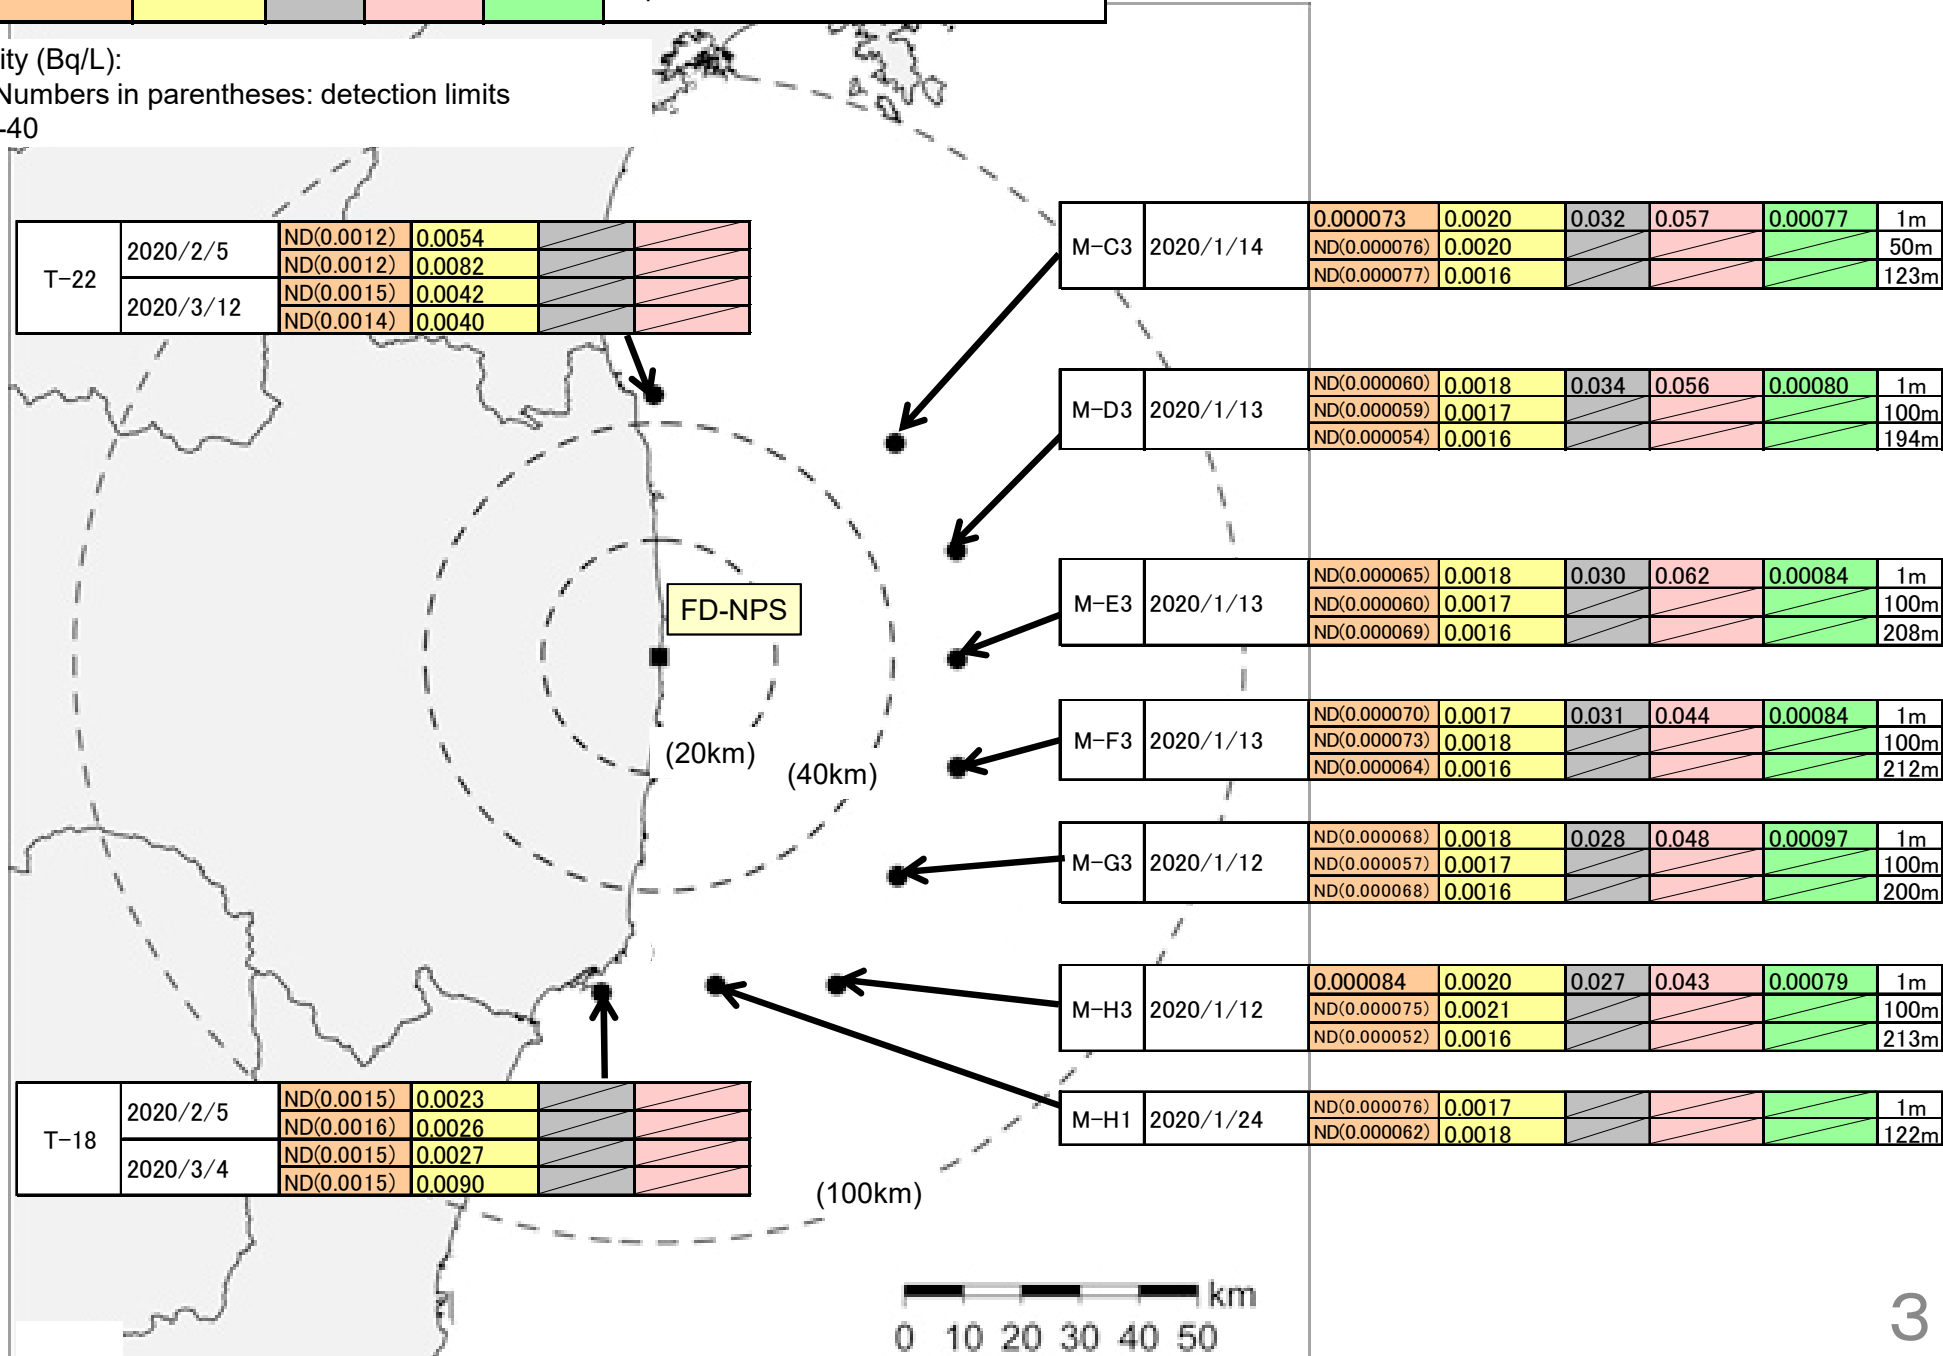 ity (Bq/L):
Numbers in parentheses: detection limits
-40
T-22
2020/2/5
ND(0.0012) 0.0054
ND(0.0012) 0.0082
2020/3/12
ND(0.0015) 0.0042
ND(0.0014) 0.0040
M-C3 2020/1/14
0.000073 0.0020 0.032 0.057 0.00077 1m
ND(0.000076) 0.0020 50m
ND(0.000077) 0.0016 123m
M-D3 2020/1/13
ND(0.000060) 0.0018 0.034 0.056 0.00080 1m
ND(0.000059) 0.0017 100m
ND(0.000054) 0.0016 194m
M-E3 2020/1/13
ND(0.000065) 0.0018 0.030 0.062 0.00084 1m
ND(0.000060) 0.0017 100m
ND(0.000069) 0.0016 208m
FD-NPS
(20km)
(40km)
M-F3 2020/1/13
ND(0.000070) 0.0017 0.031 0.044 0.00084 1m
ND(0.000073) 0.0018 100m
ND(0.000064) 0.0016 212m
M-G3 2020/1/12
ND(0.000068) 0.0018 0.028 0.048 0.00097 1m
ND(0.000057) 0.0017 100m
ND(0.000068) 0.0016 200m
M-H3 2020/1/12
0.000084 0.0020 0.027 0.043 0.00079 1m
ND(0.000075) 0.0021 100m
ND(0.000052) 0.0016 213m
M-H1 2020/1/24
ND(0.000076) 0.0017 1m
ND(0.000062) 0.0018 122m
T-18
2020/2/5
ND(0.0015) 0.0023
ND(0.0016) 0.0026
2020/3/4
ND(0.0015) 0.0027
ND(0.0015) 0.0090
(100km)
km
0 10 20 30 40 50
3